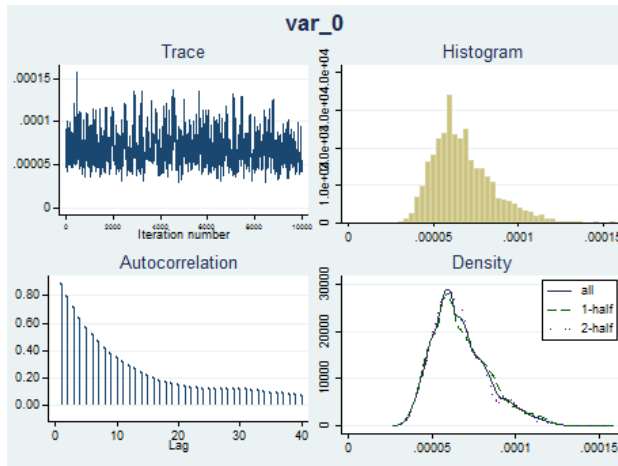 var_0
Trace
.00015
.0001
.00005
0
0 2000 4000 6000 8000 10000
Iteration number
Histogram
0 .00005 .0001 .00015
Autocorrelation
0.80
0.60
0.40
0.20
0.00
0 10 20 30 40
Lag
Density
30000
20000
10000
0
all
1-half
2-half
0 .00005 .0001 .00015